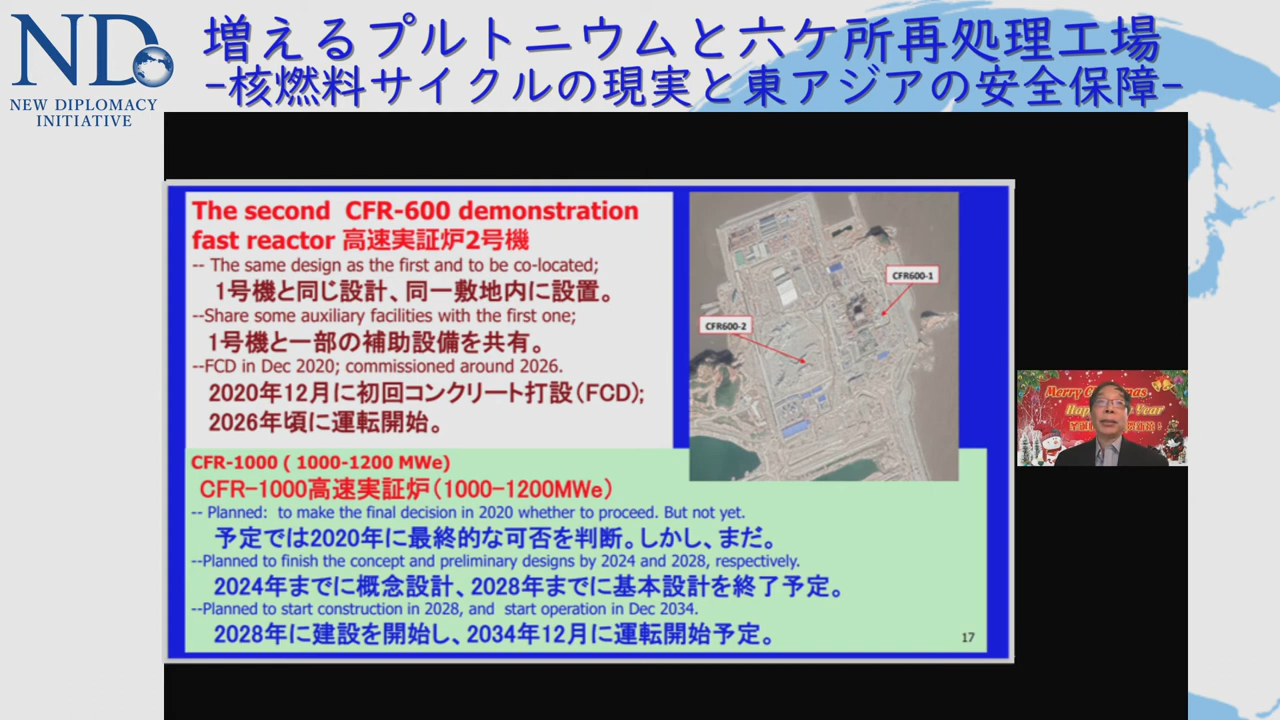 ND
NEW DIPLOMACY
INITIATIVE
増えるプルトニウムと六ケ所再処理工場
-核燃料サイクルの現実と東アジアの安全保障-
The second CFR-600 demonstration
fast reactor 高速実証炉2号機
-- The same design as the first and to be co-located;
1号機と同じ設計、同一敷地内に設置。
--Share some auxiliary facilities with the first one;
1号機と一部の補助設備を共有。
--FCD in Dec 2020; commissioned around 2026.
2020年12月に初回コンクリート打設(FCD);
2026年頃に運転開始。
CFR600-1
CFR600-2
CFR-1000 ( 1000-1200 MWe)
CFR-1000高速実証炉(1000-1200MWe)
-- Planned: to make the final decision in 2020 whether to proceed. But not yet.
予定では2020年に最終的な可否を判断。しかし、まだ。
--Planned to finish the concept and preliminary designs by 2024 and 2028, respectively.
2024年までに概念設計、2028年までに基本設計を終了予定。
--Planned to start construction in 2028, and start operation in Dec 2034.
2028年に建設を開始し、2034年12月に運転開始予定。
17
Merry
Year